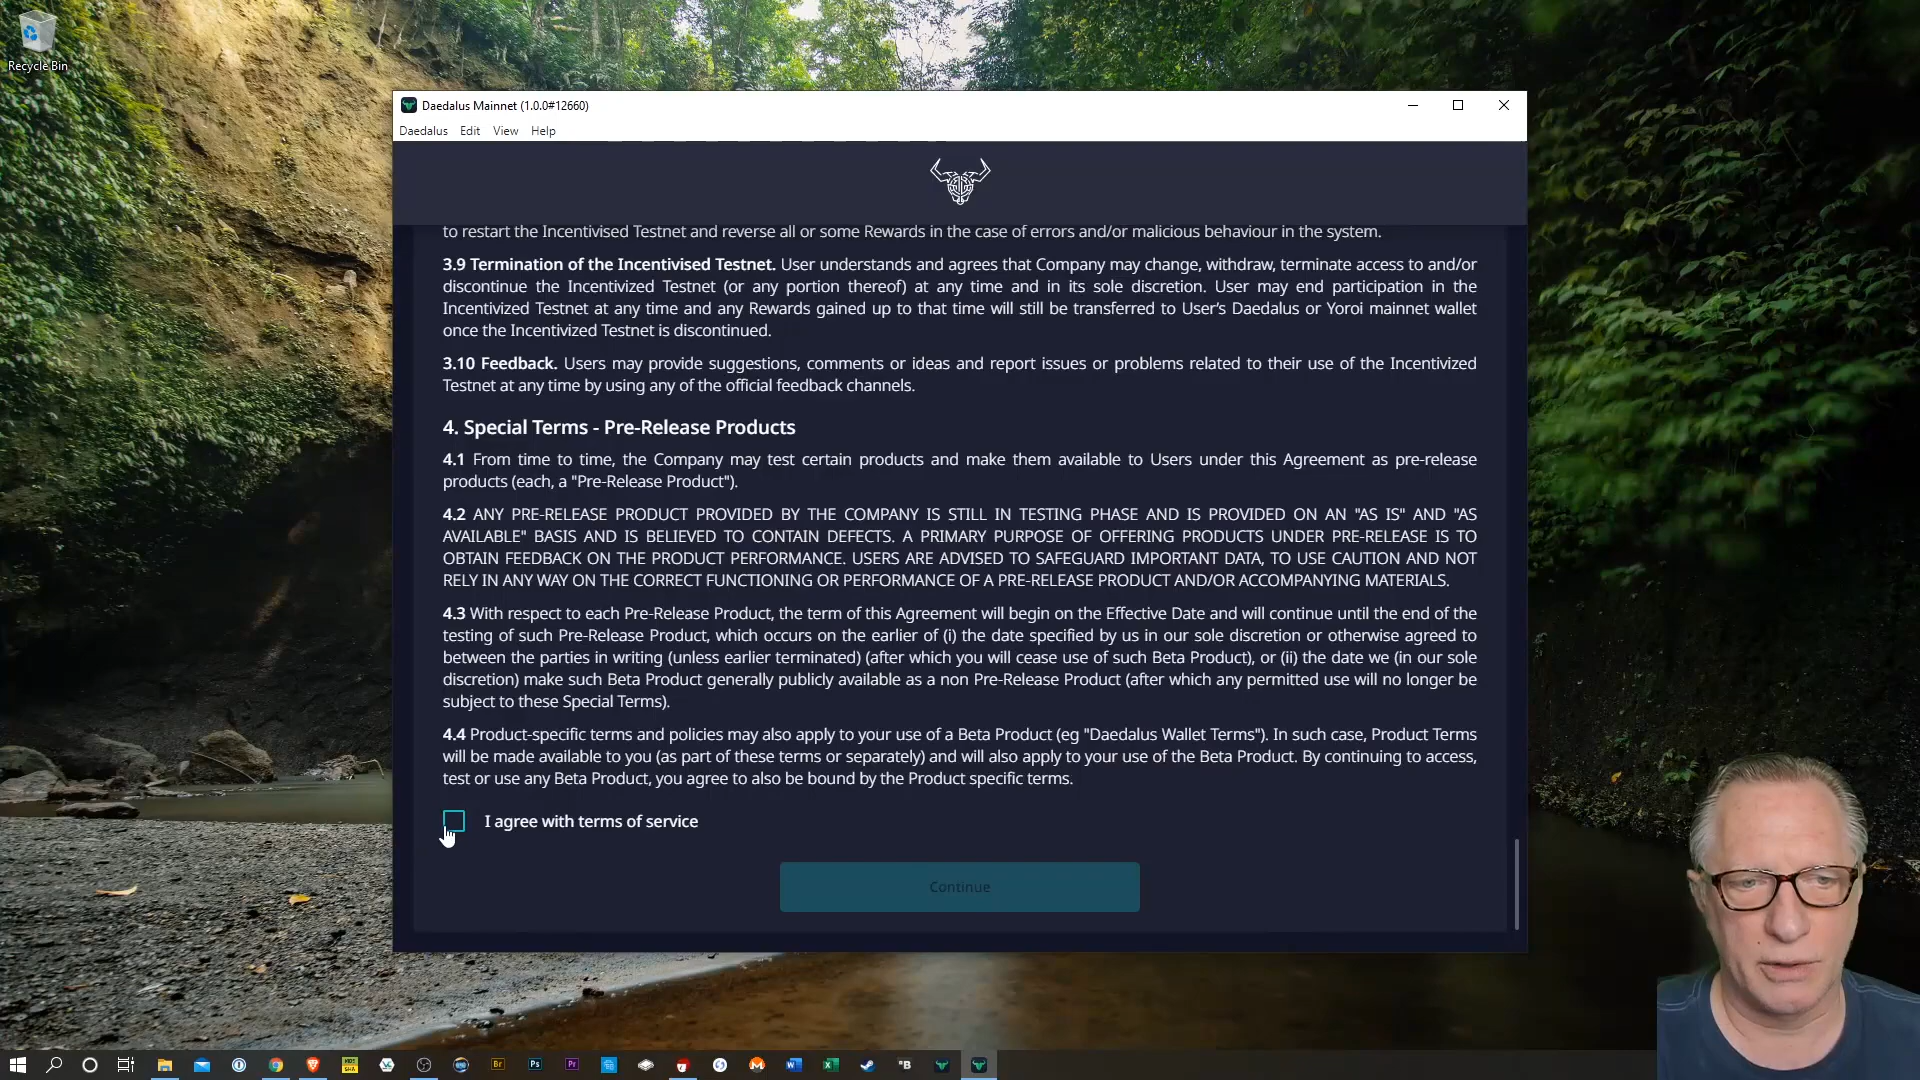 Recycle Bin
Daedalus Mainnet (1.0.0#12660)
Daedalus Edit View Help
to restart the Incentivised Testnet and reverse all or some Rewards in the case of errors and/or malicious behaviour in the system.
3.9 Termination of the Incentivised Testnet. User understands and agrees that Company may change, withdraw, terminate access to and/or
discontinue the Incentivized Testnet (or any portion thereof) at any time and in its sole discretion. User may end participation in the
Incentivized Testnet at any time and any Rewards gained up to that time will still be transferred to User's Daedalus or Yoroi mainnet wallet
once the Incentivized Testnet is discontinued.
3.10 Feedback. Users may provide suggestions, comments or ideas and report issues or problems related to their use of the Incentivized
Testnet at any time by using any of the official feedback channels.
4. Special Terms - Pre-Release Products
4.1 From time to time, the Company may test certain products and make them available to Users under this Agreement as pre-release
products (each, a "Pre-Release Product").
4.2 ANY PRE-RELEASE PRODUCT PROVIDED BY THE COMPANY IS STILL IN TESTING PHASE AND IS PROVIDED ON AN "AS IS" AND "AS
AVAILABLE" BASIS AND IS BELIEVED TO CONTAIN DEFECTS. A PRIMARY PURPOSE OF OFFERING PRODUCTS UNDER PRE-RELEASE IS TO
OBTAIN FEEDBACK ON THE PRODUCT PERFORMANCE. USERS ARE ADVISED TO SAFEGUARD IMPORTANT DATA, TO USE CAUTION AND NOT
RELY IN ANY WAY ON THE CORRECT FUNCTIONING OR PERFORMANCE OF A PRE-RELEASE PRODUCT AND/OR ACCOMPANYING MATERIALS.
4.3 With respect to each Pre-Release Product, the term of this Agreement will begin on the Effective Date and will continue until the end of the
testing of such Pre-Release Product, which occurs on the earlier of (i) the date specified by us in our sole discretion or otherwise agreed to
between the parties in writing (unless earlier terminated) (after which you will cease use of such Beta Product), or (ii) the date we (in our sole
discretion) make such Beta Product generally publicly available as a non Pre-Release Product (after which any permitted use will no longer be
subject to these Special Terms).
4.4 Product-specific terms and policies may also apply to your use of a Beta Product (eg "Daedalus Wallet Terms"). In such case, Product Terms
will be made available to you (as part of these terms or separately) and will also apply to your use of the Beta Product. By continuing to access,
test or use any Beta Product, you agree to also be bound by the Product specific terms.
I agree with terms of service
Continue
Br Ps Pr